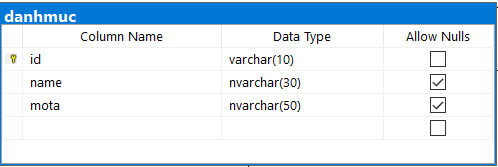 danhmuc
Column Name Data Type Allow Nulls
id varchar(10)
name nvarchar(30)
mota nvarchar(50)